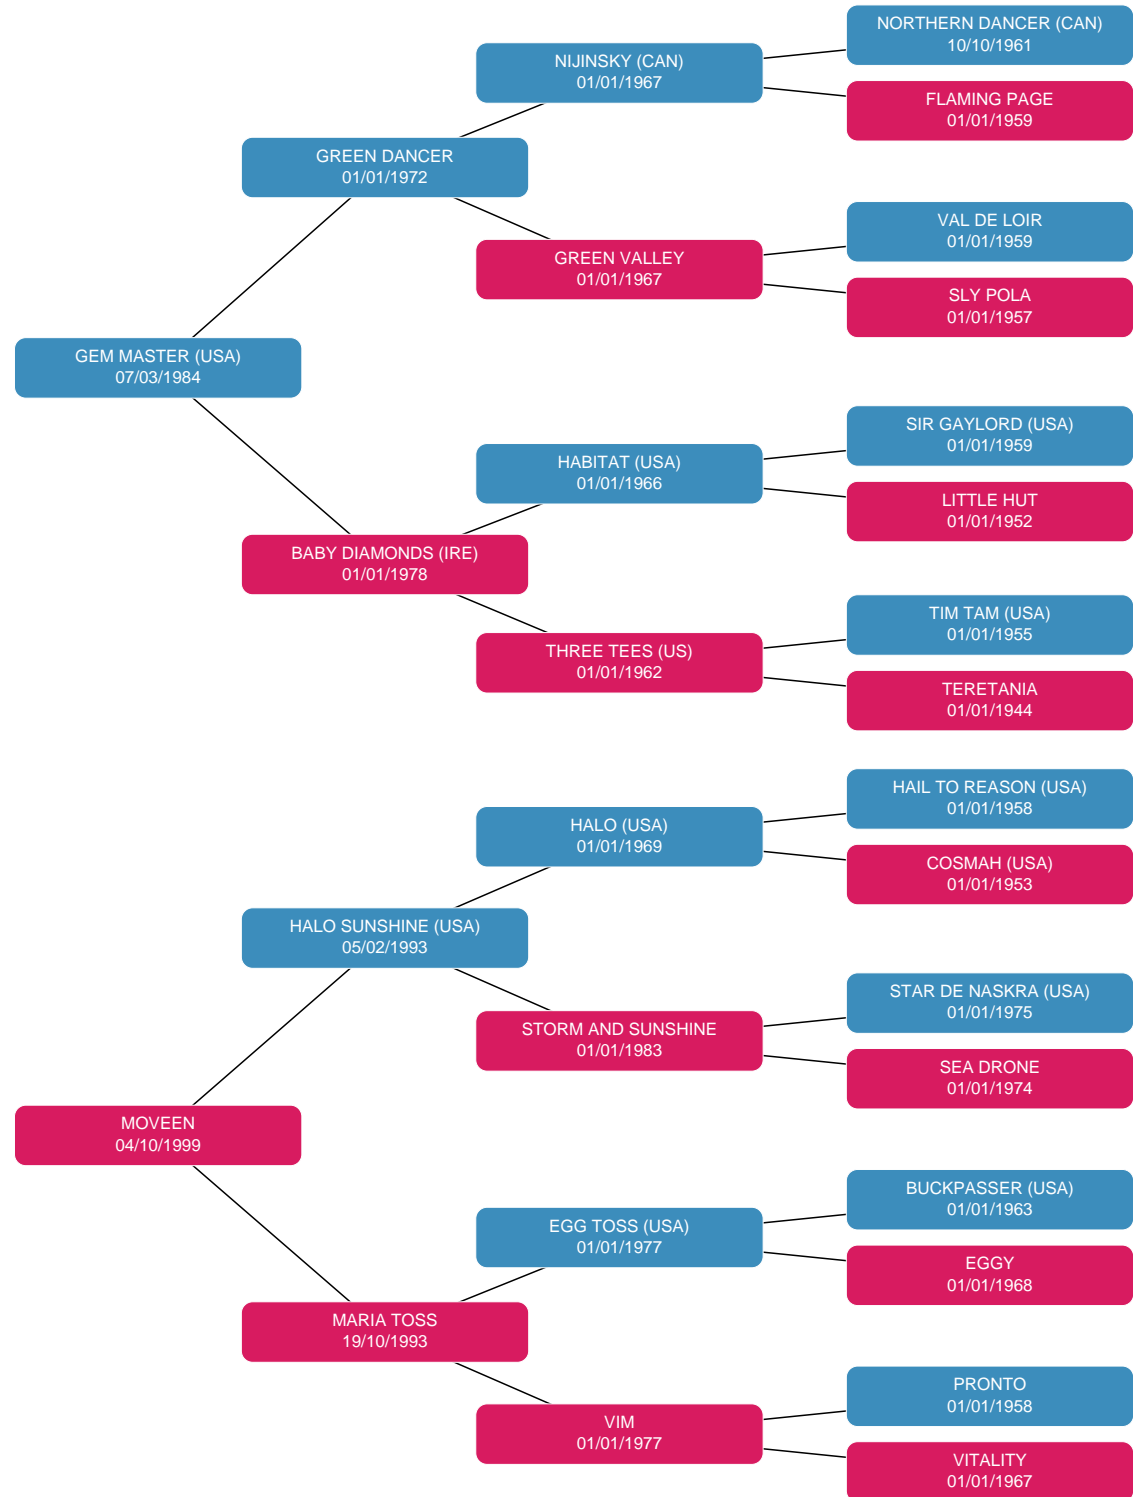 NORTHERN DANCER (CAN)
10/10/1961
NIJINSKY (CAN)
01/01/1967
FLAMING PAGE
01/01/1959
GREEN DANCER
01/01/1972
VAL DE LOIR
01/01/1959
GREEN VALLEY
01/01/1967
SLY POLA
01/01/1957
GEM MASTER (USA)
07/03/1984
SIR GAYLORD (USA)
01/01/1959
HABITAT (USA)
01/01/1966
LITTLE HUT
01/01/1952
BABY DIAMONDS (IRE)
01/01/1978
TIM TAM (USA)
01/01/1955
THREE TEES (US)
01/01/1962
TERETANIA
01/01/1944
HAIL TO REASON (USA)
01/01/1958
HALO (USA)
01/01/1969
COSMAH (USA)
01/01/1953
HALO SUNSHINE (USA)
05/02/1993
STAR DE NASKRA (USA)
01/01/1975
STORM AND SUNSHINE
01/01/1983
SEA DRONE
01/01/1974
MOVEEN
04/10/1999
BUCKPASSER (USA)
01/01/1963
EGG TOSS (USA)
01/01/1977
EGGY
01/01/1968
MARIA TOSS
19/10/1993
PRONTO
01/01/1958
VIM
01/01/1977
VITALITY
01/01/1967